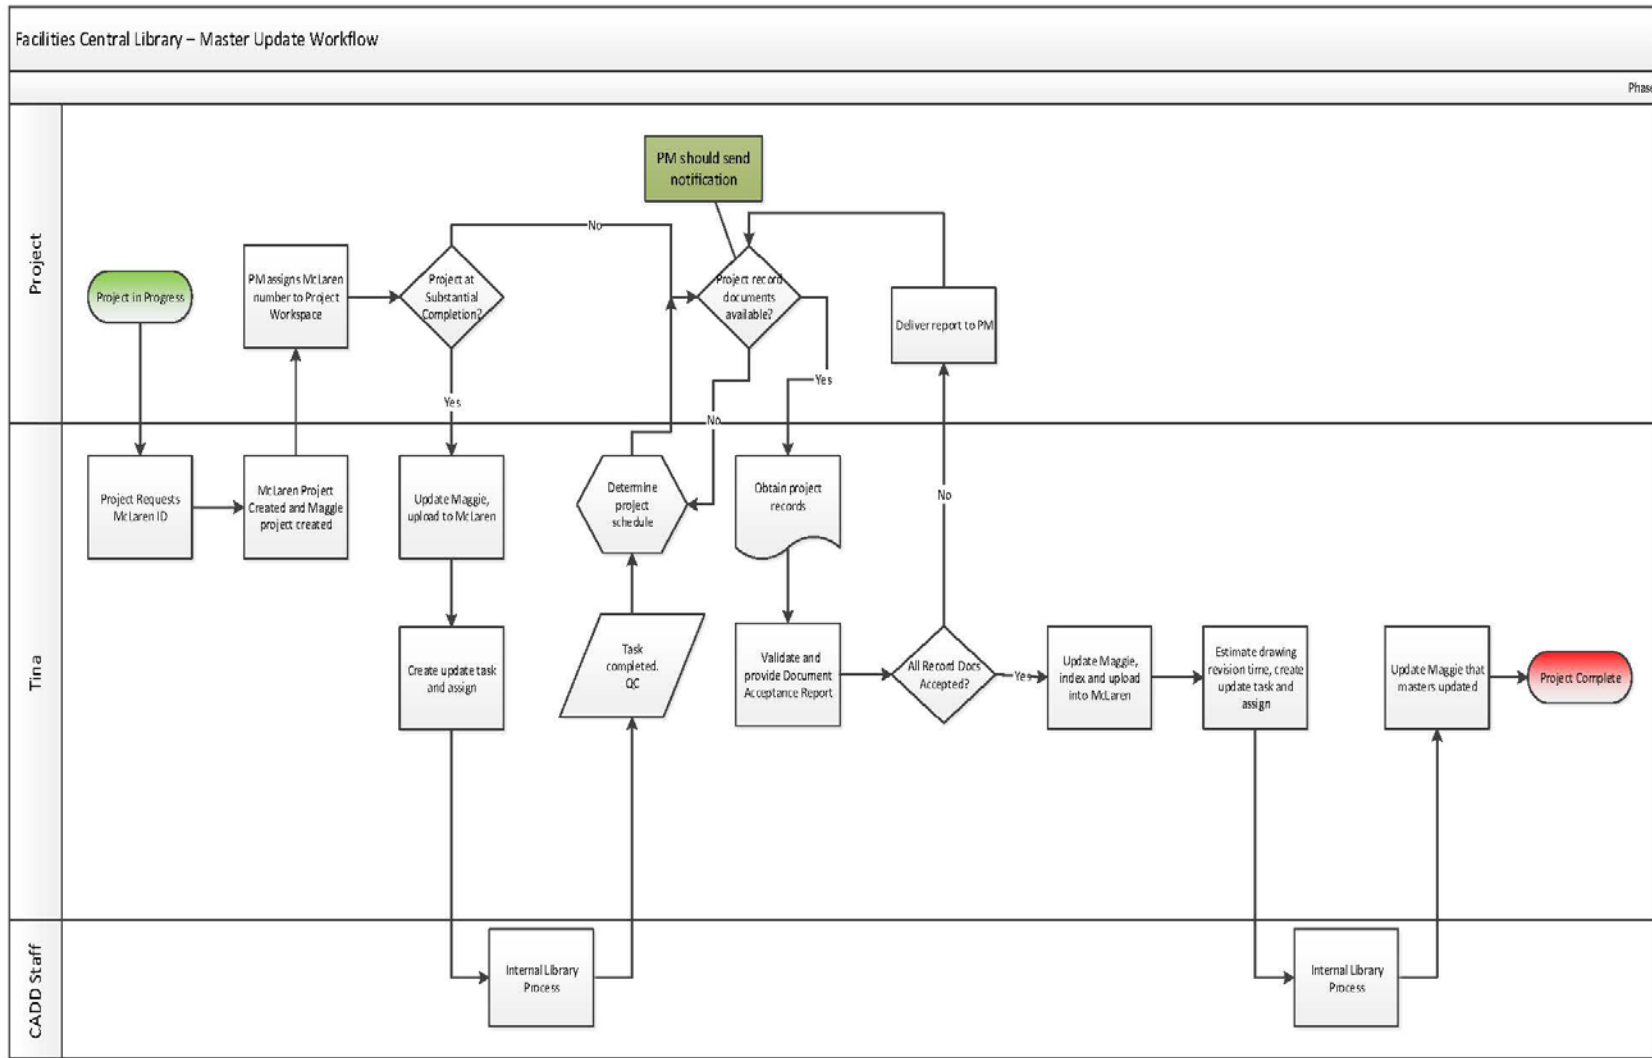 Facilities Central Library – Master Update Workflow
Phase
Project
PM should send
notification
Project in Progress
PM assigns McLaren
number to Project
Workspace
Project at
Substantial
Completion?
No
Project record
documents
available?
Deliver report to PM
Yes
Yes
No
Tina
Project Requests
McLaren ID
McLaren Project
Created and Maggie
project created
Update Maggie,
upload to McLaren
Determine
project
schedule
Obtain project
records
No
Create update task
and assign
Task
completed.
QC
Validate and
provide Document
Acceptance Report
All Record Docs
Accepted?
Yes
Update Maggie,
index and upload
into McLaren
Estimate drawing
revision time, create
update task and
assign
Update Maggie that
masters updated
Project Complete
CADD Staff
Internal Library
Process
Internal Library
Process